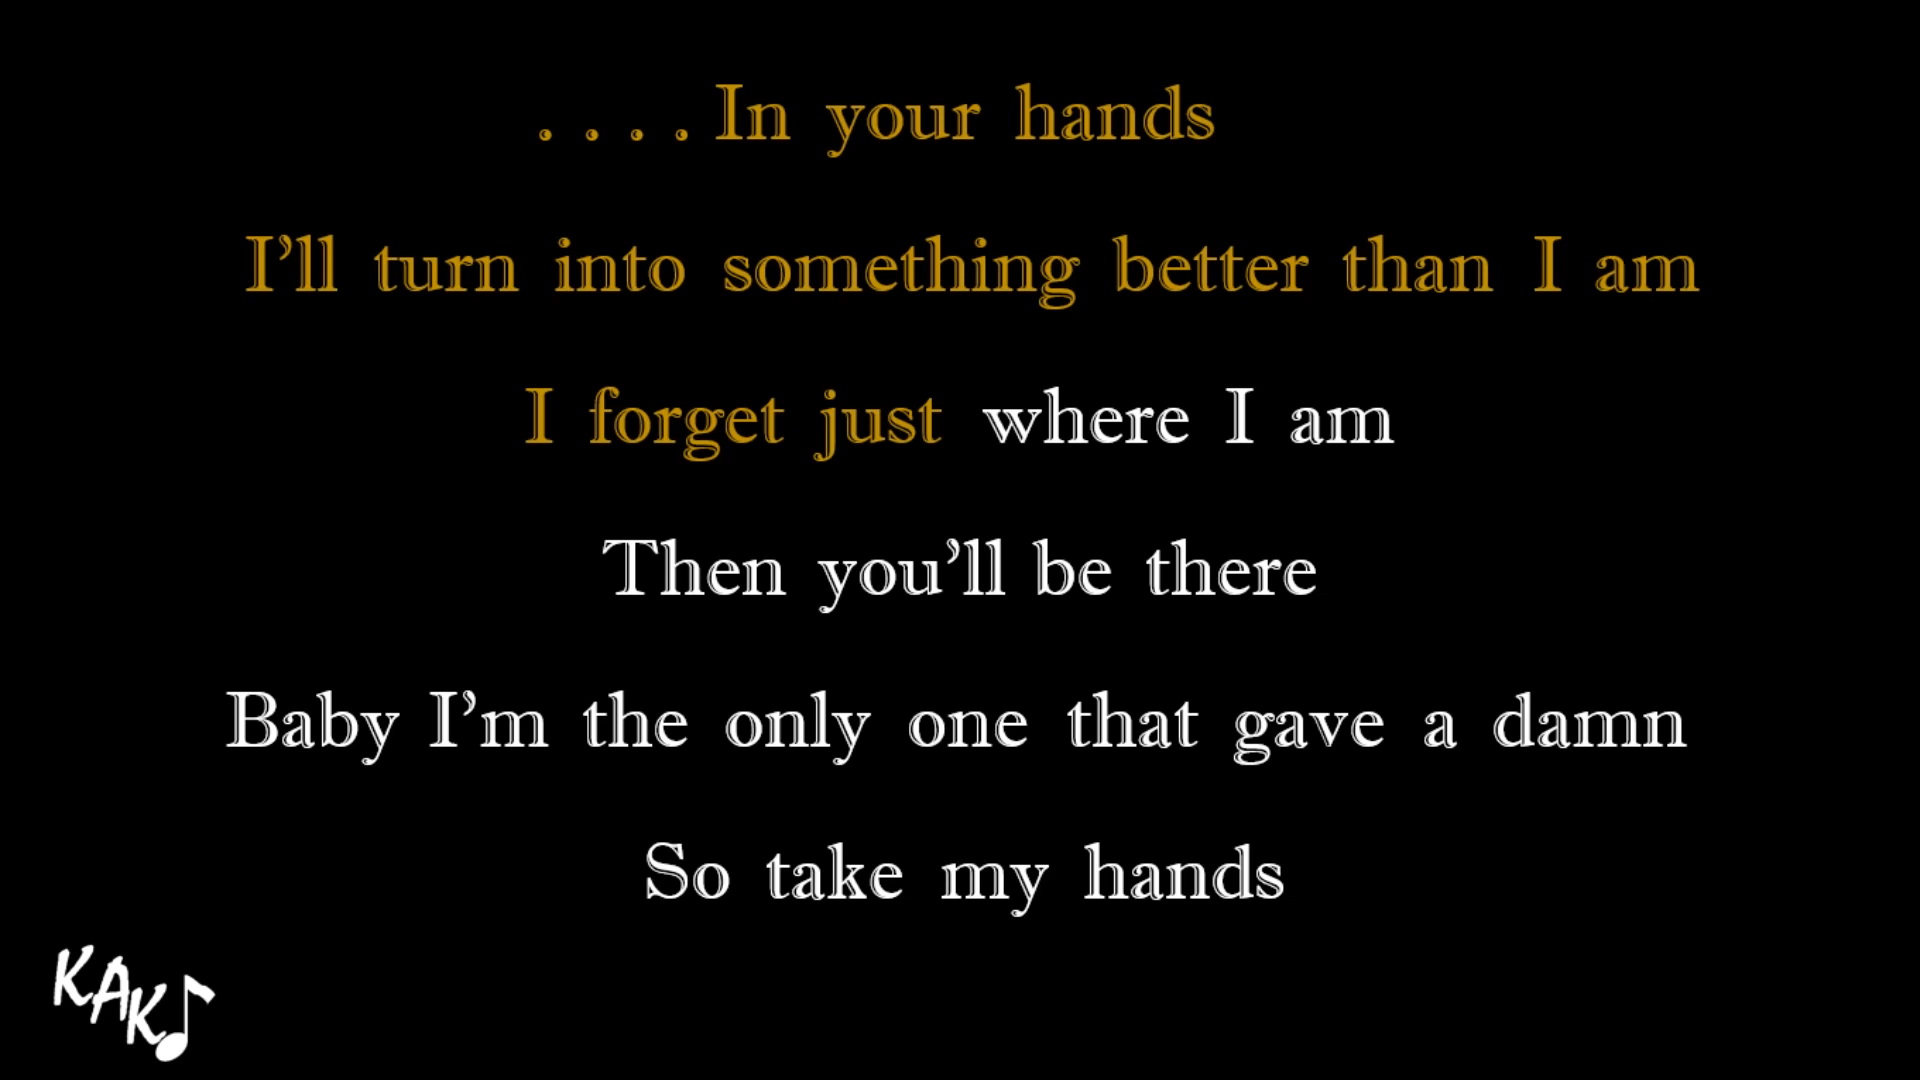 . . . . In your hands
I'll turn into something better than I am
I forget just where I am
Then you'll be there
Baby I'm the only one that gave a damn
So take my hands
KAK